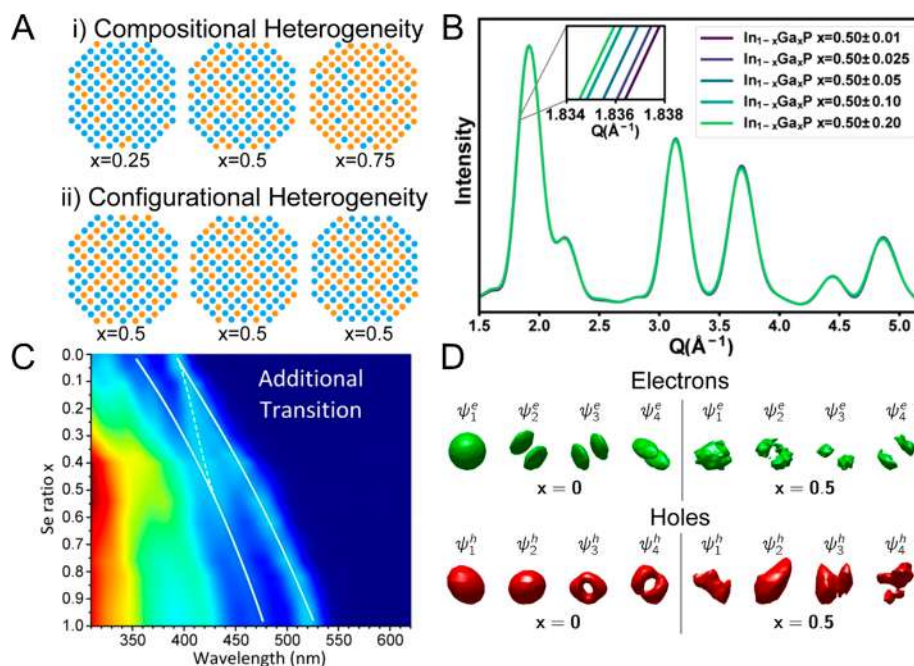 A
i) Compositional Heterogeneity
x=0.25 x=0.5 x=0.75
ii) Configurational Heterogeneity
x=0.5 x=0.5 x=0.5
B
Intensity
1.834 1.836 1.838
Q(Å⁻¹)
In₁₋ₓGaₓP x=0.50±0.01
In₁₋ₓGaₓP x=0.50±0.025
In₁₋ₓGaₓP x=0.50±0.05
In₁₋ₓGaₓP x=0.50±0.10
In₁₋ₓGaₓP x=0.50±0.20
1.5 2.0 2.5 3.0 3.5 4.0 4.5 5.0
Q(Å⁻¹)
C
Se ratio x
0.0
0.1
0.2
0.3
0.4
0.5
0.6
0.7
0.8
0.9
1.0
Additional
Transition
350 400 450 500 550 600
Wavelength (nm)
D
Electrons
ψ₁ᵉ ψ₂ᵉ ψ₃ᵉ ψ₄ᵉ ψ₁ᵉ ψ₂ᵉ ψ₃ᵉ ψ₄ᵉ
x = 0 x = 0.5
Holes
ψ₁ʰ ψ₂ʰ ψ₃ʰ ψ₄ʰ ψ₁ʰ ψ₂ʰ ψ₃ʰ ψ₄ʰ
x = 0 x = 0.5